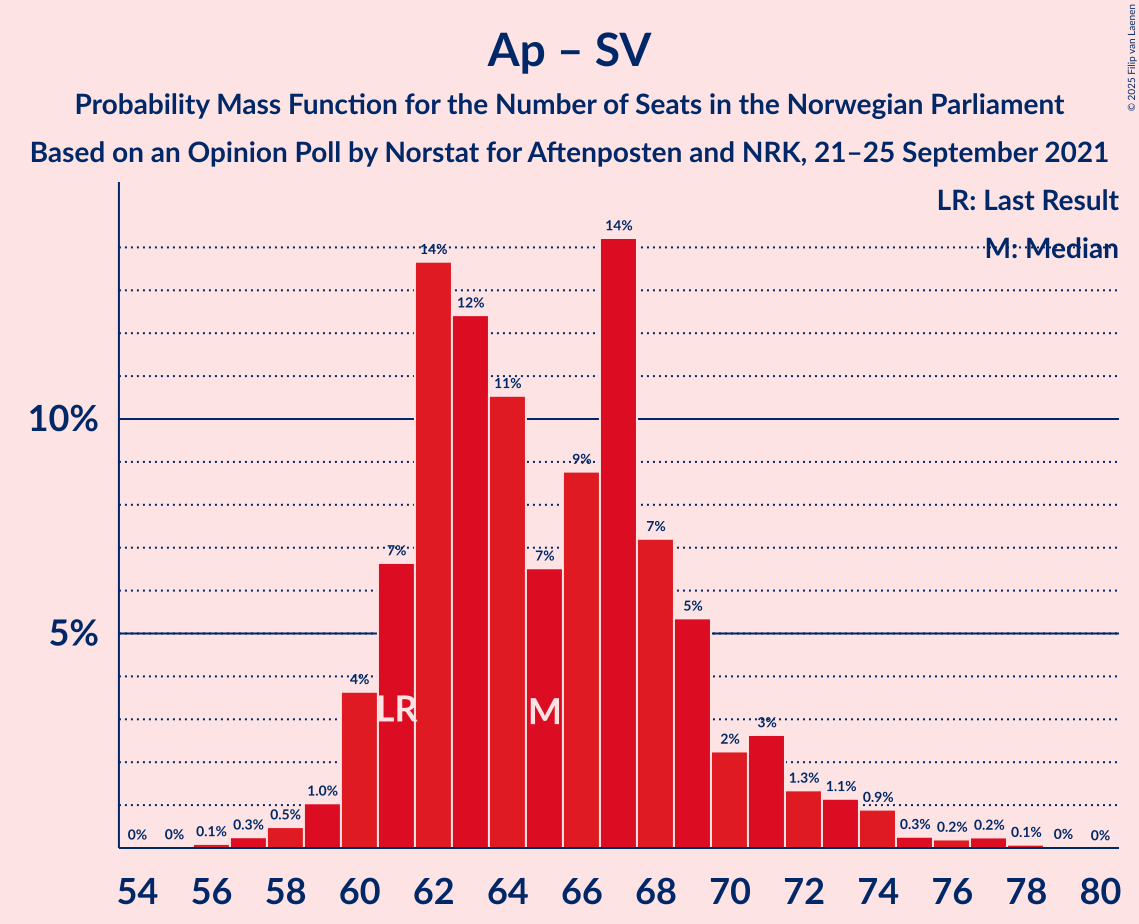 Ap – SV
Probability Mass Function for the Number of Seats in the Norwegian Parliament
Based on an Opinion Poll by Norstat for Aftenposten and NRK, 21–25 September 2021
© 2025 Filip van Laenen
LR: Last Result
M: Median
10%
5%
0% 0% 0.1% 0.3% 0.5% 1.0% 4% 7% 14% 12% 11% 7% 9% 14% 7% 5% 2% 3% 1.3% 1.1% 0.9% 0.3% 0.2% 0.2% 0.1% 0% 0%
LR M
54 56 58 60 62 64 66 68 70 72 74 76 78 80